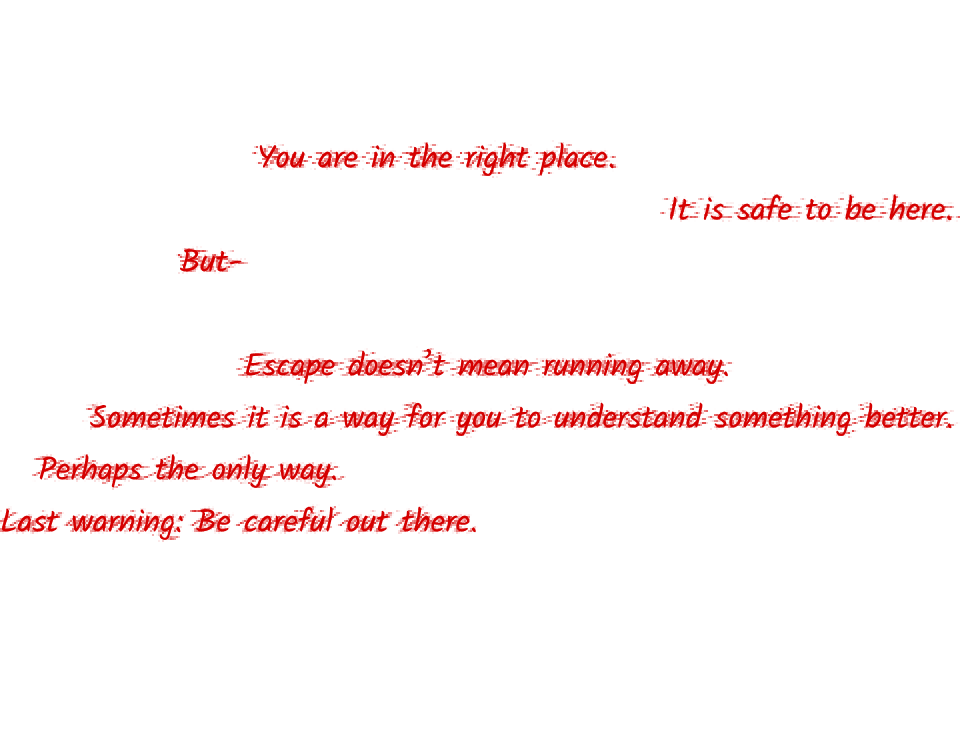 You are in the right place.
It is safe to be here.
But-
Escape doesn't mean running away.
Sometimes it is a way for you to understand something better.
Perhaps the only way.
Last warning: Be careful out there.